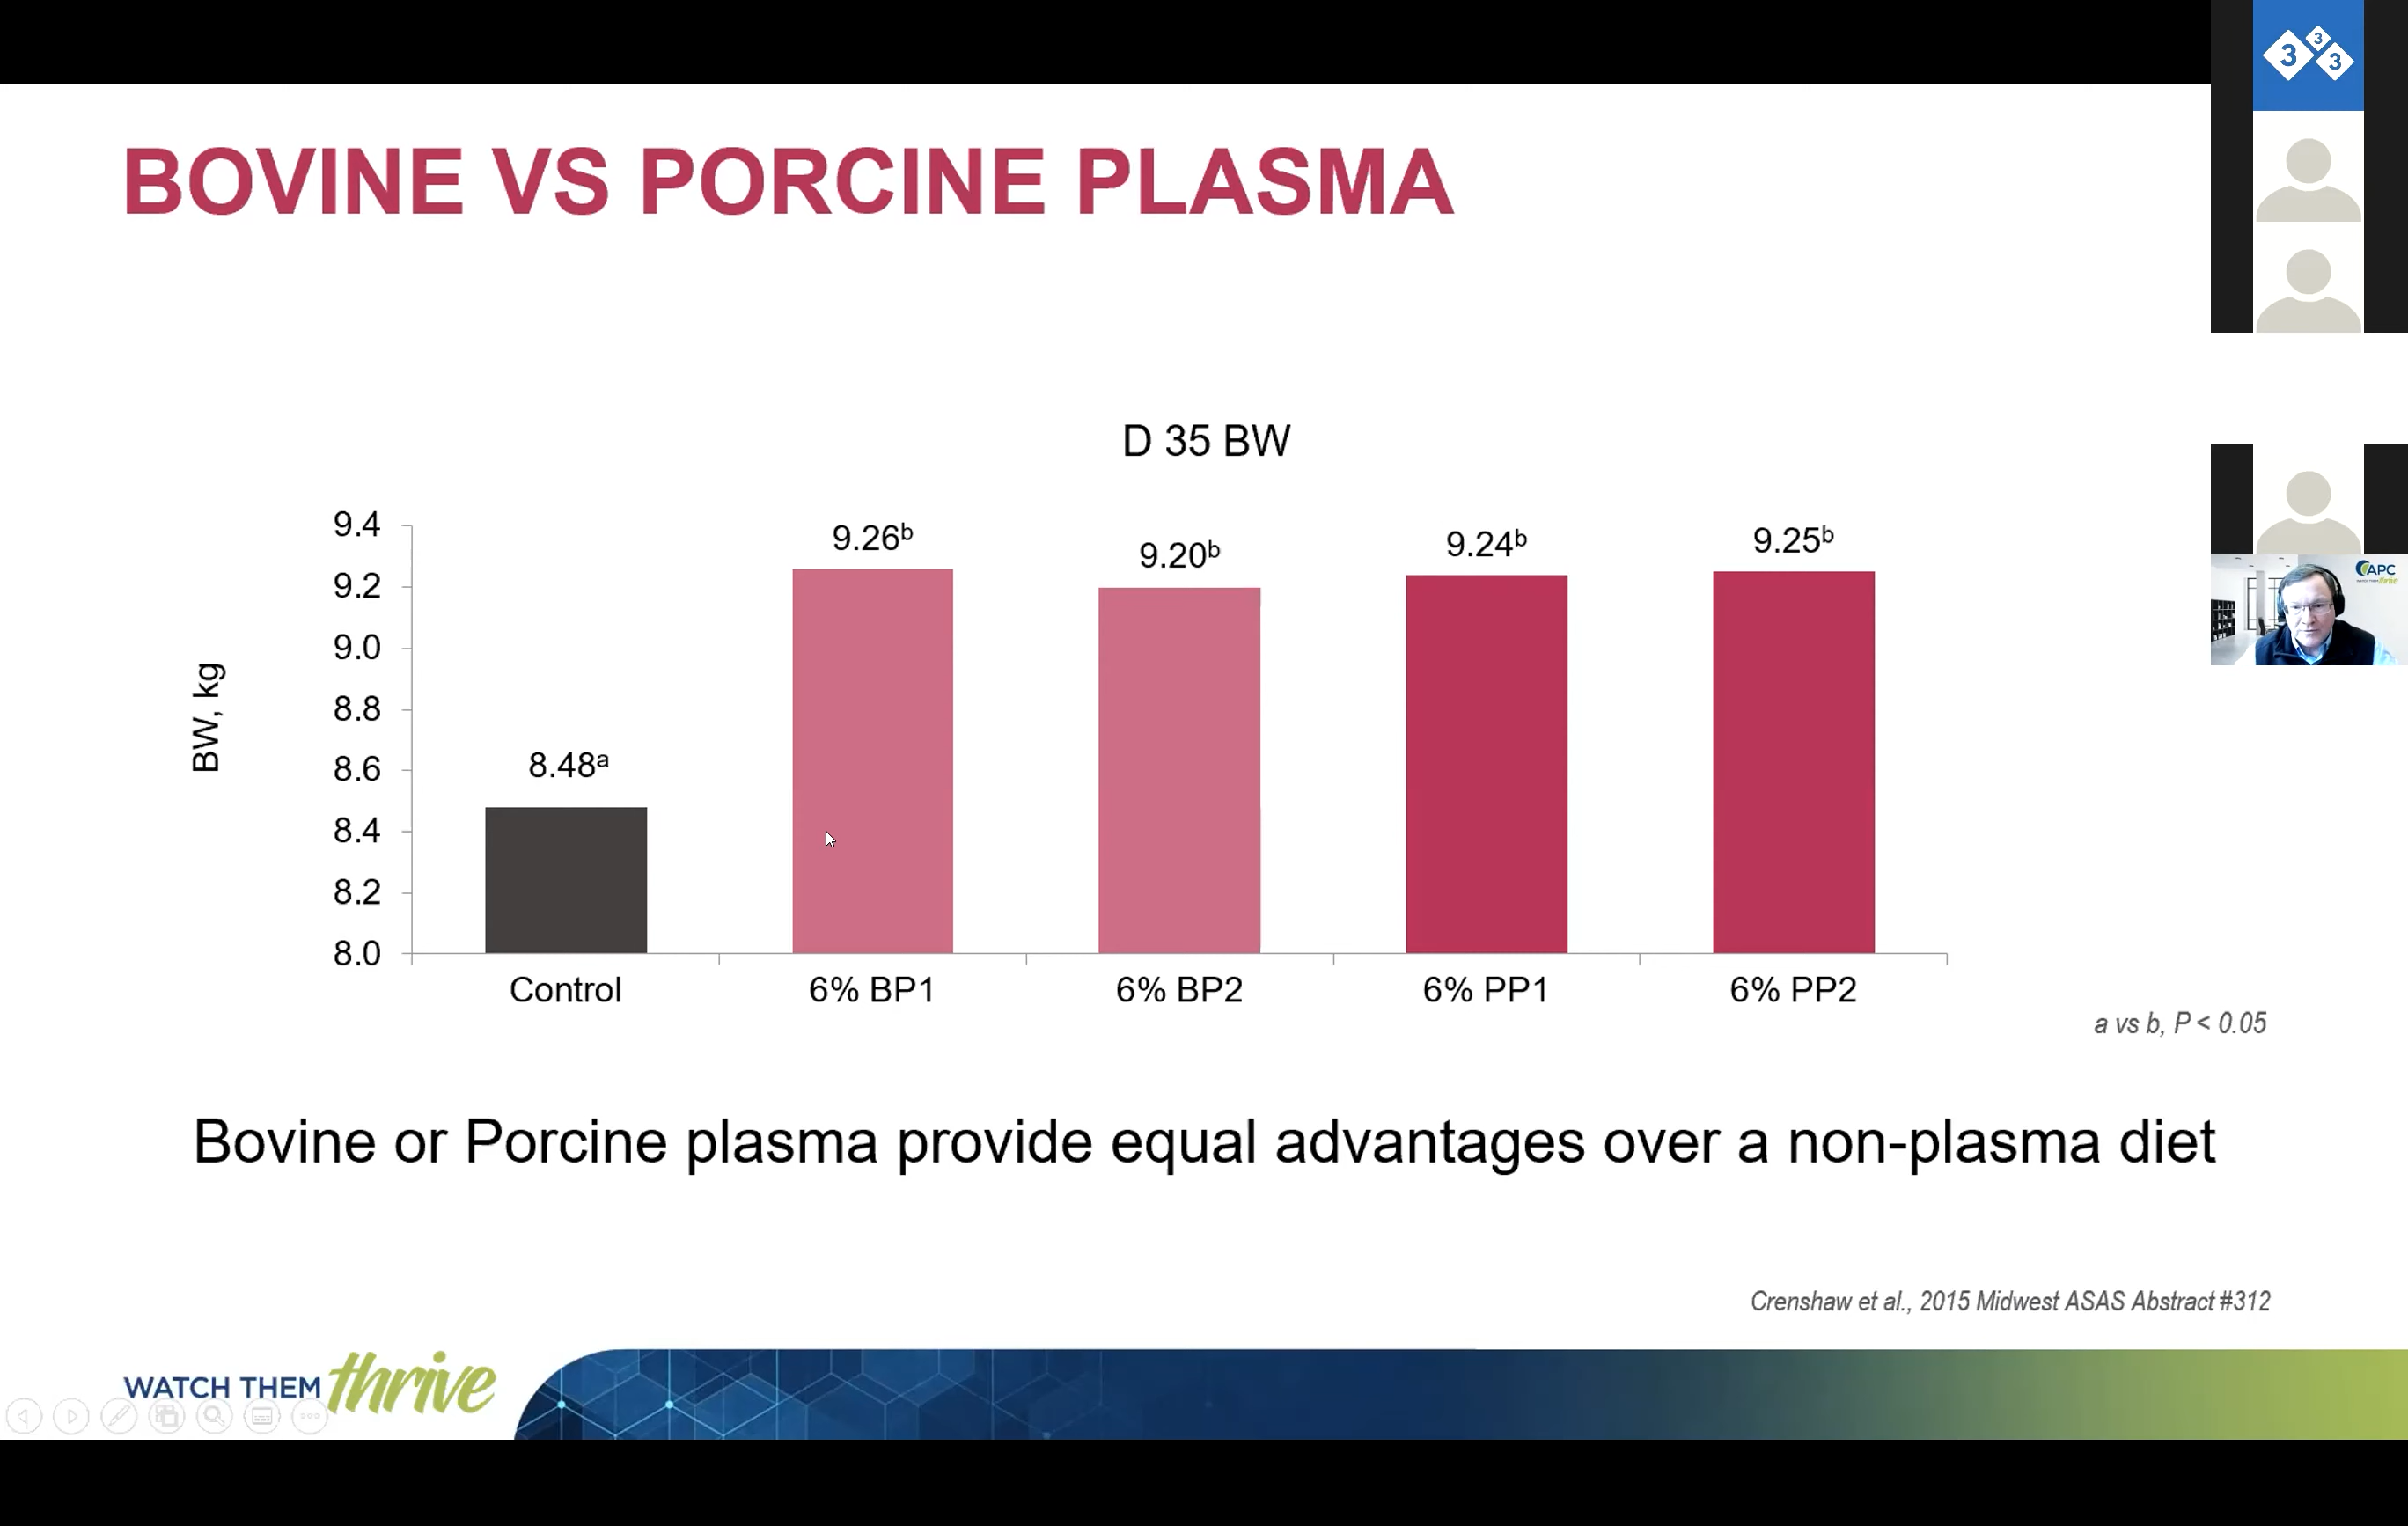 BOVINE VS PORCINE PLASMA
D 35 BW
BW, kg
9.4
9.2
9.0
8.8
8.6
8.4
8.2
8.0
8.48ᵃ
9.26ᵇ
9.20ᵇ
9.24ᵇ
9.25ᵇ
Control
6% BP1
6% BP2
6% PP1
6% PP2
a vs b, P < 0.05
Bovine or Porcine plasma provide equal advantages over a non-plasma diet
Crenshaw et al., 2015 Midwest ASAS Abstract #312
WATCH THEM thrive
3 3 3
APC